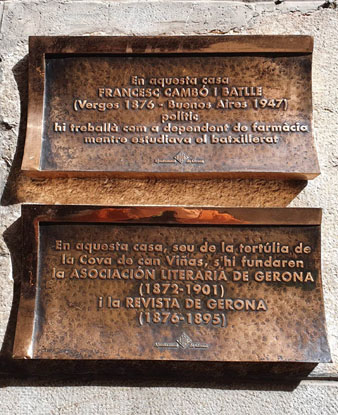 En aquesta casa
FRANCESC CAMBÓ I BATLLE
(Verges 1876 - Buenos Aires 1947)
polític
hi treballà com a dependent de farmàcia
mentre estudiava el batxillerat
En aquesta casa, seu de la tertúlia de
la Cova de can Viñas, s'hi fundaren
la ASOCIACIÓN LITERARIA DE GERONA
(1872-1901)
i la REVISTA DE GERONA
(1876-1895)